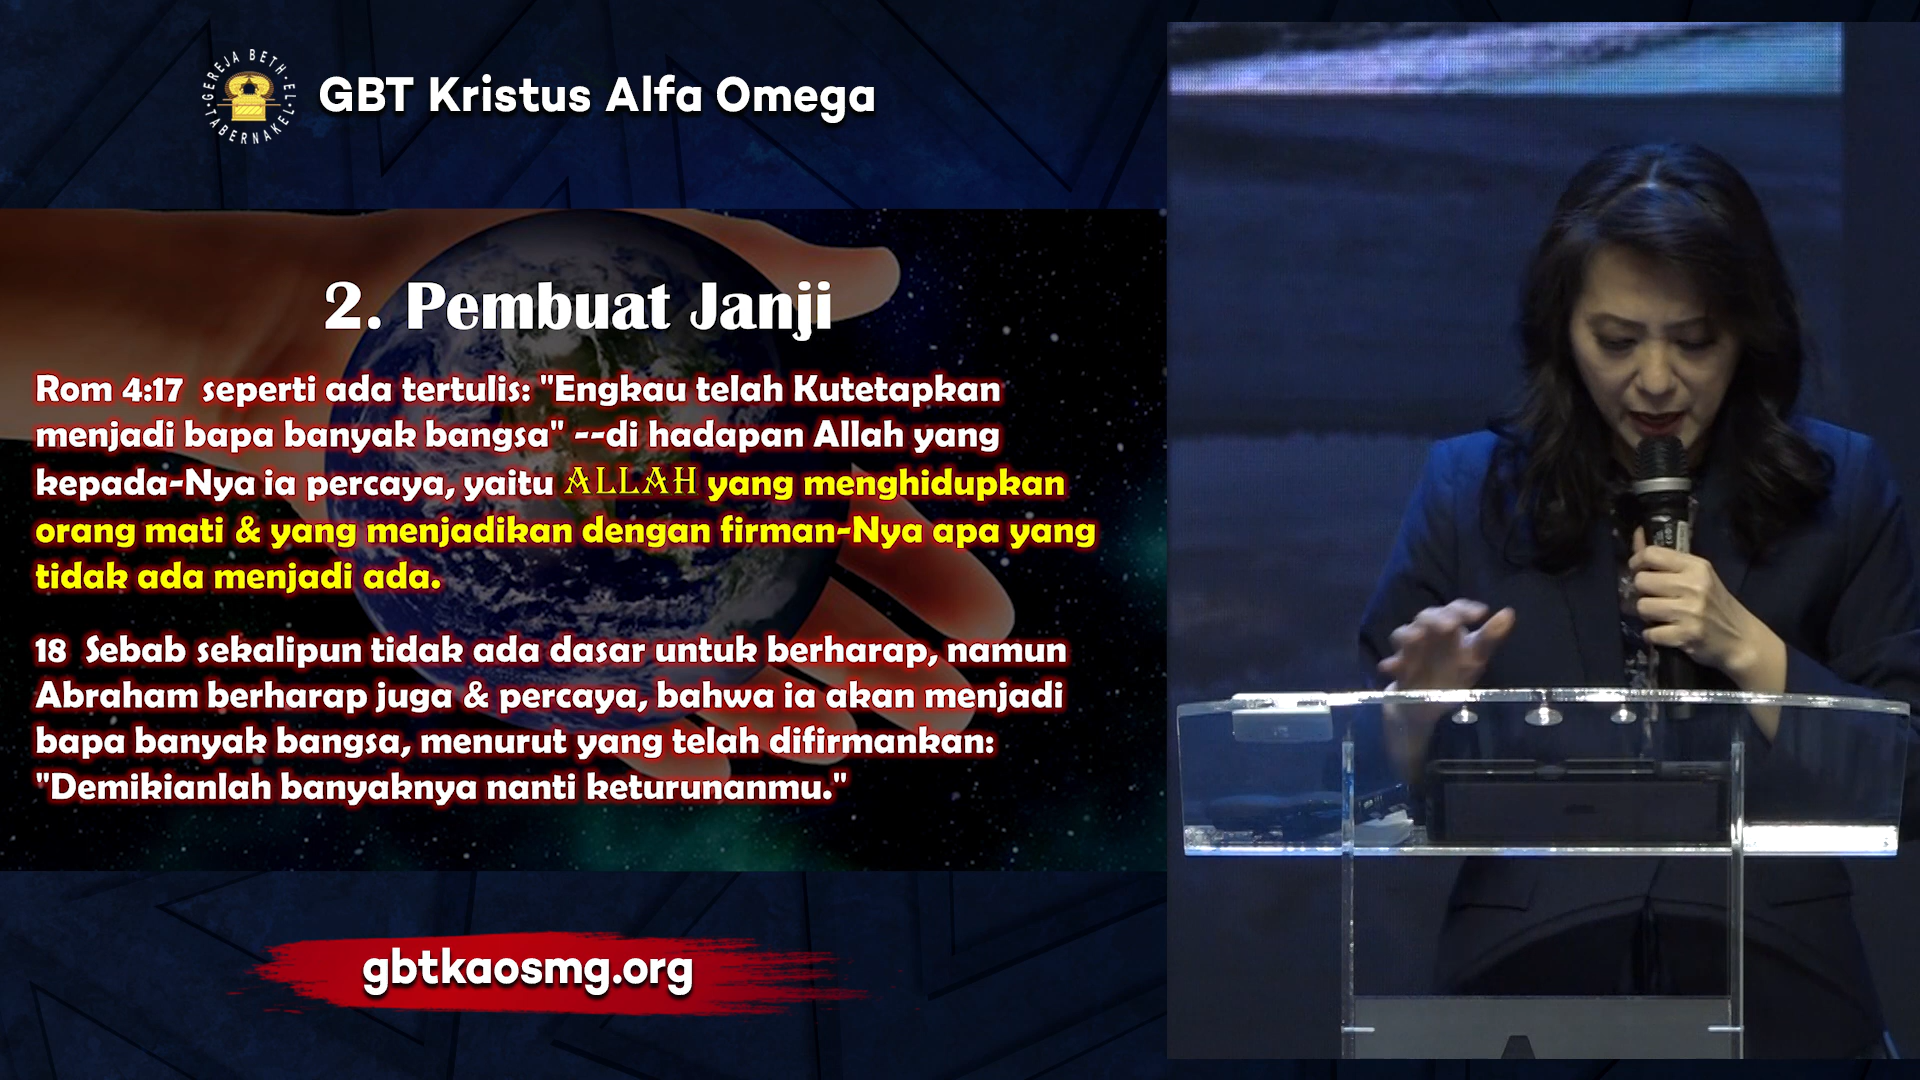 GEREJA BETH-EL TABERNAKEL
GBT Kristus Alfa Omega
2. Pembuat Janji
Rom 4:17 seperti ada tertulis: "Engkau telah Kutetapkan
menjadi bapa banyak bangsa" --di hadapan Allah yang
kepada-Nya ia percaya, yaitu ALLAH yang menghidupkan
orang mati & yang menjadikan dengan firman-Nya apa yang
tidak ada menjadi ada.
18 Sebab sekalipun tidak ada dasar untuk berharap, namun
Abraham berharap juga & percaya, bahwa ia akan menjadi
bapa banyak bangsa, menurut yang telah difirmankan:
"Demikianlah banyaknya nanti keturunanmu."
gbtkaosmg.org